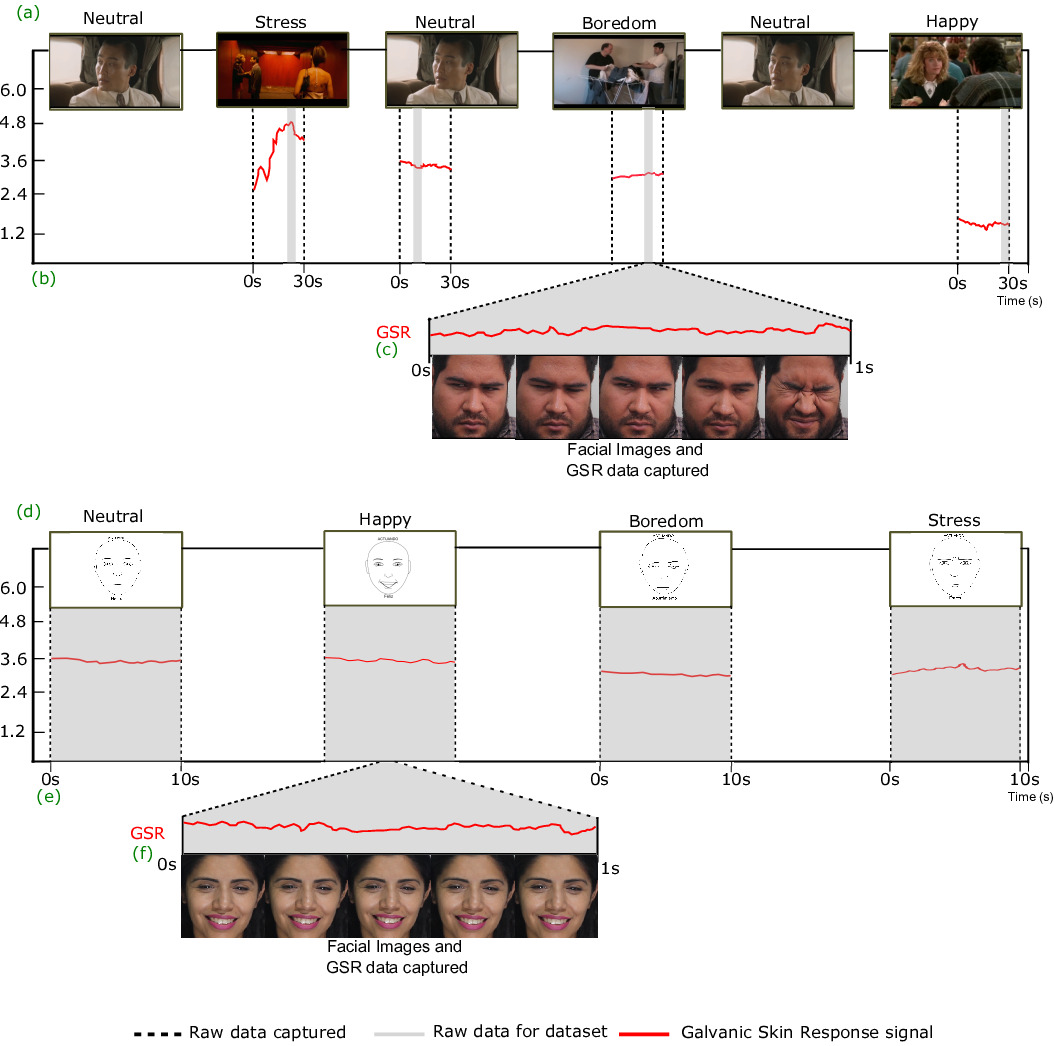 (a)
Neutral
Stress
Neutral
Boredom
Neutral
Happy
6.0
4.8
3.6
2.4
1.2
(b)
0s
30s
0s
30s
0s
30s
Time (s)
GSR
(c)
0s
1s
Facial Images and
GSR data captured
(d)
Neutral
Happy
Boredom
Stress
ACTUANDO
Feliz
6.0
4.8
3.6
2.4
1.2
0s
10s
0s
10s
0s
10s
(e)
Time (s)
GSR
(f)
0s
1s
Facial Images and
GSR data captured
Raw data captured
Raw data for dataset
Galvanic Skin Response signal